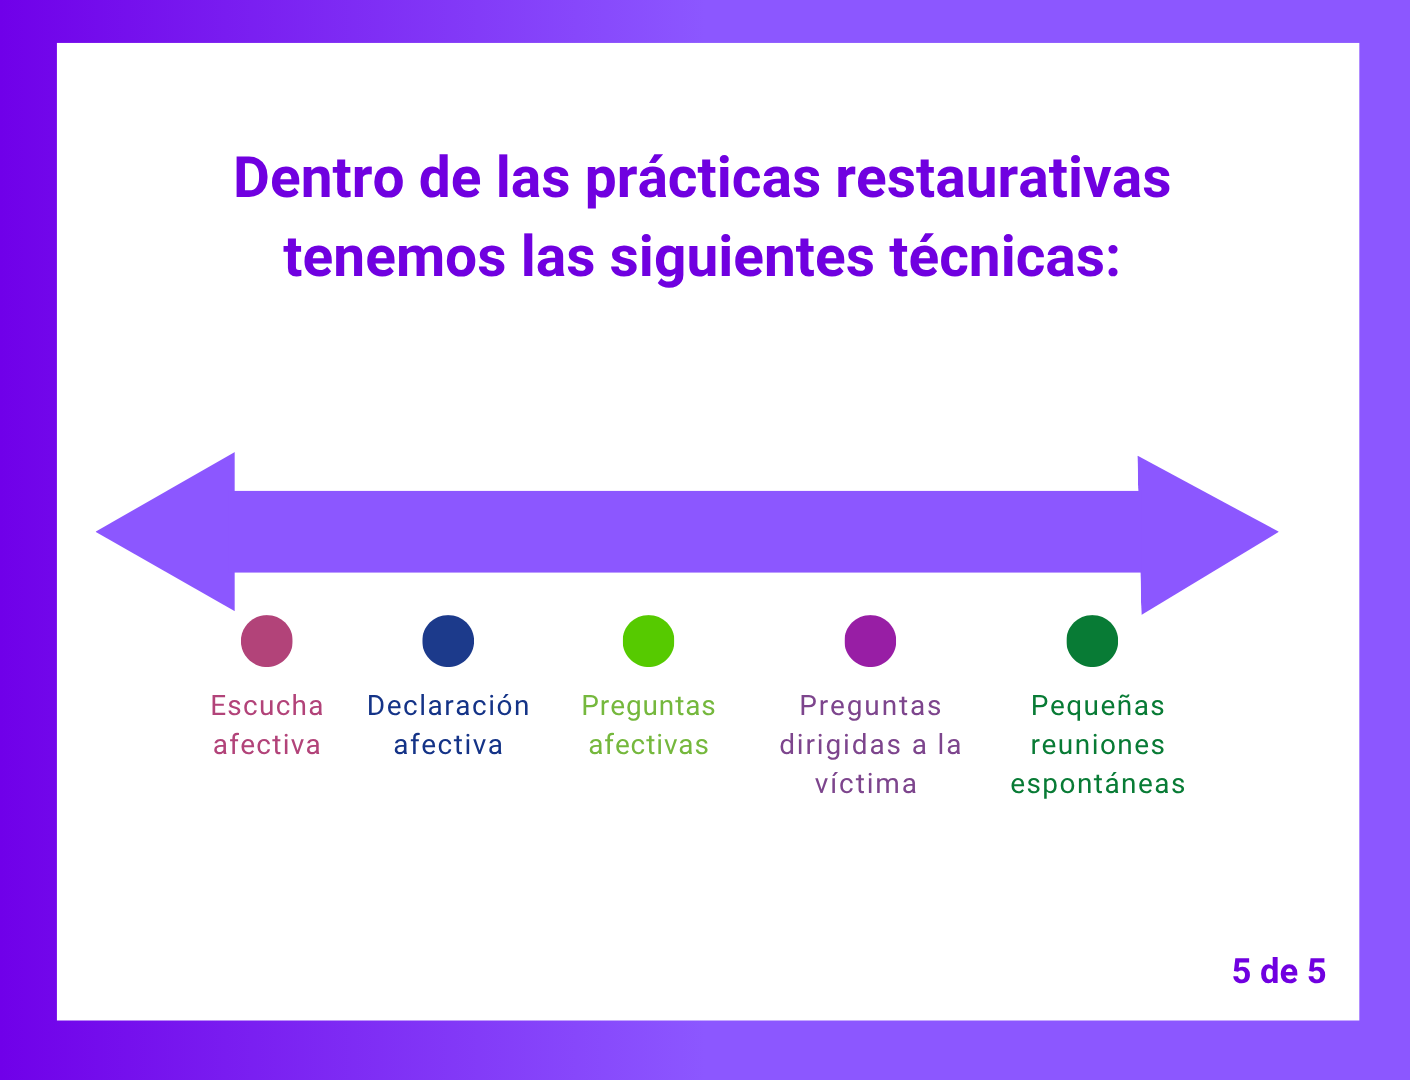 Dentro de las prácticas restaurativas
tenemos las siguientes técnicas:
Escucha
afectiva
Declaración
afectiva
Preguntas
afectivas
Preguntas
dirigidas a la
víctima
Pequeñas
reuniones
espontáneas
5 de 5